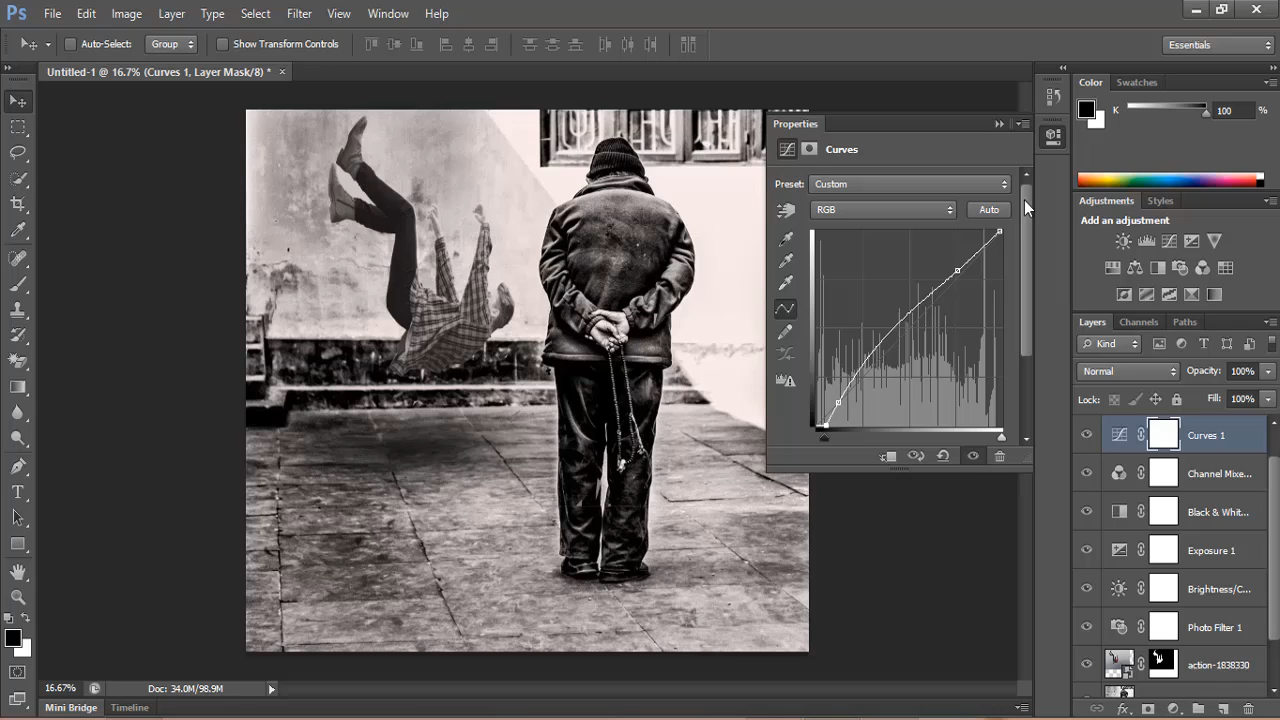 Ps File Edit Image Layer Type Select Filter View Window Help
Auto-Select: Group Show Transform Controls Essentials
Untitled-1 @ 16.7% (Curves 1, Layer Mask/8) * ×
Color Swatches
K 100 %
Properties
Curves
Preset: Custom
RGB Auto
Adjustments Styles
Add an adjustment
Layers Channels Paths
Kind
Normal Opacity: 100%
Lock: Fill: 100%
Curves 1
Channel Mixe...
Black & Whit...
Exposure 1
Brightness/C...
Photo Filter 1
action-1838330
16.67% Doc: 34.0M/98.9M
Mini Bridge Timeline